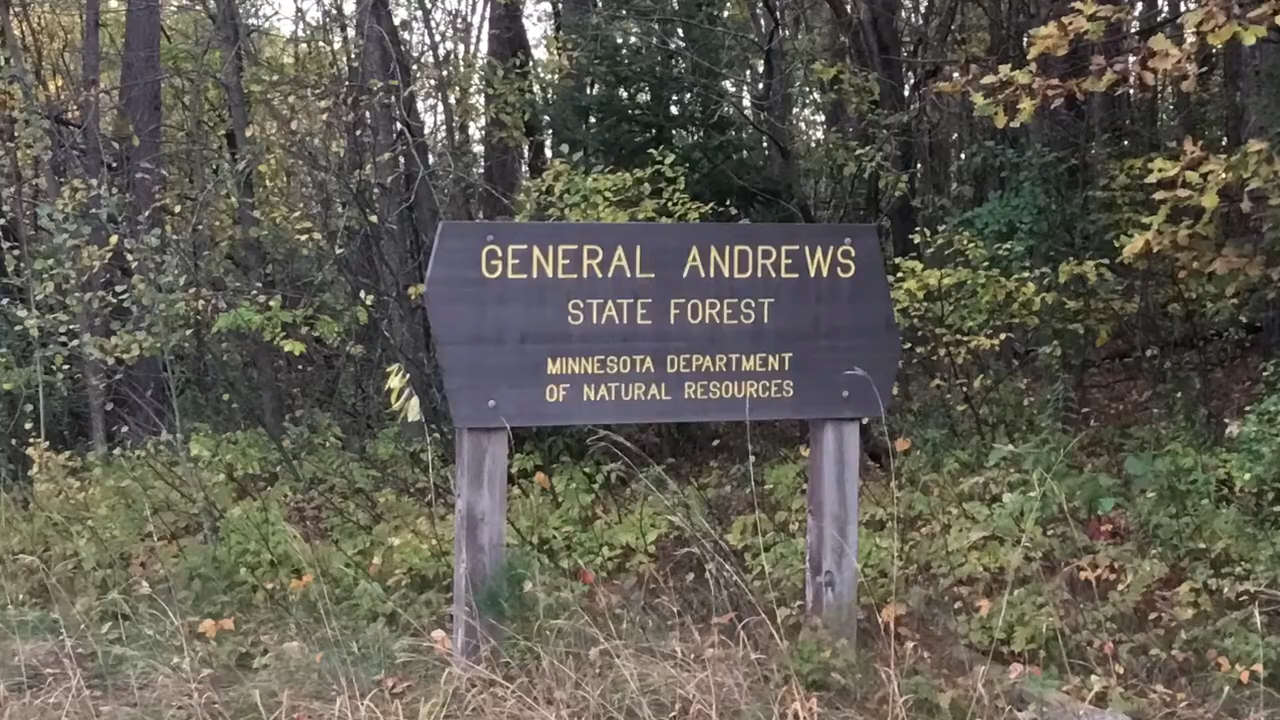 GENERAL ANDREWS
STATE FOREST
MINNESOTA DEPARTMENT
OF NATURAL RESOURCES